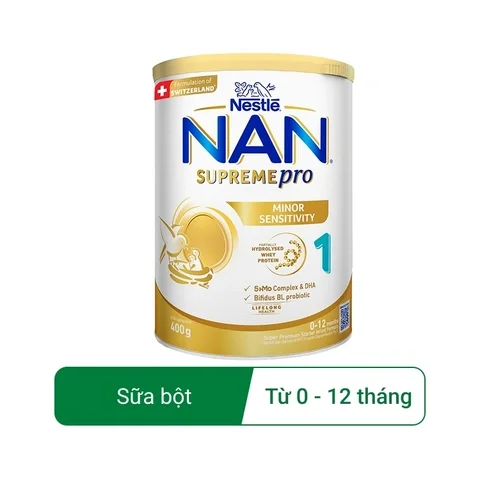 Formulation of
SWITZERLAND
Nestlé
NAN
SUPREMEpro
MINOR
SENSITIVITY
PARTIALLY
HYDROLYSED
WHEY
PROTEIN
1
5HMO Complex & DHA
Bifidus BL probiotic
LIFELONG
HEALTH
400g
0-12 months
Sữa bột
Từ 0 - 12 tháng